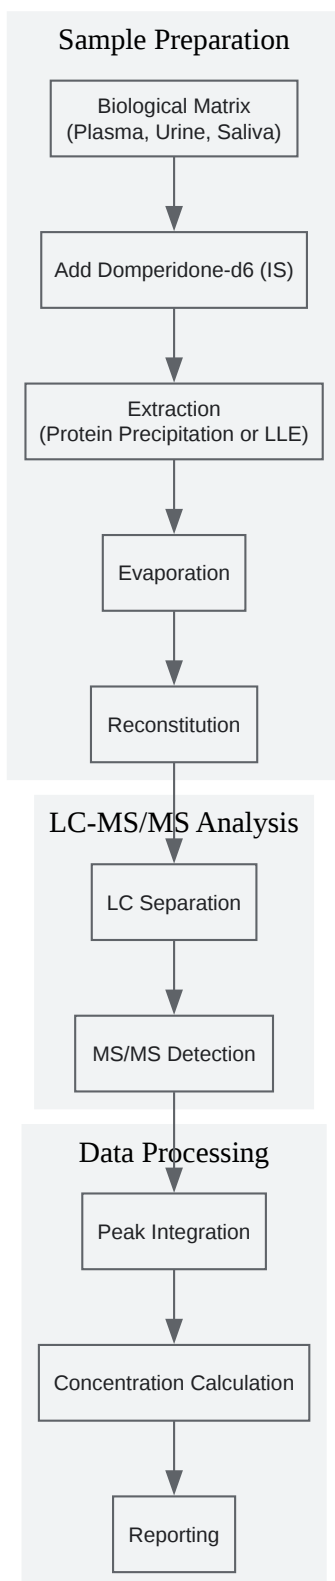 Sample Preparation
Biological Matrix
(Plasma, Urine, Saliva)
Add Domperidone-d6 (IS)
Extraction
(Protein Precipitation or LLE)
Evaporation
Reconstitution
LC-MS/MS Analysis
LC Separation
MS/MS Detection
Data Processing
Peak Integration
Concentration Calculation
Reporting